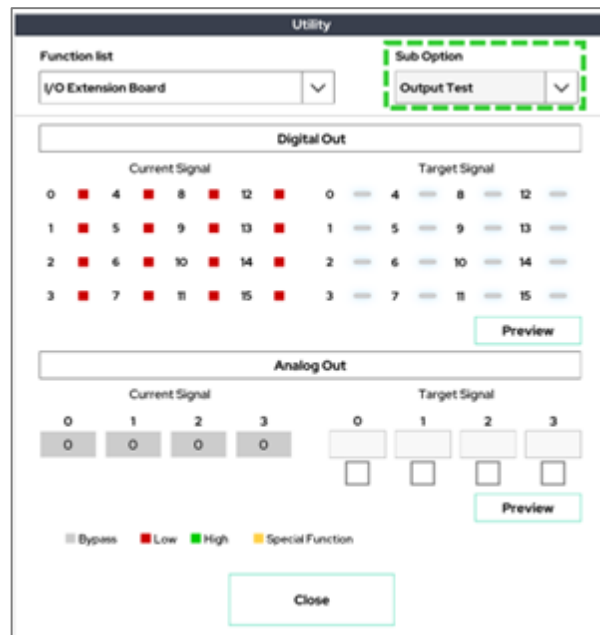 Utility
Function list Sub Option
I/O Extension Board Output Test
Digital Out
Current Signal Target Signal
0 4 8 12 0 4 8 12
1 5 9 13 1 5 9 13
2 6 10 14 2 6 10 14
3 7 11 15 3 7 11 15
Preview
Analog Out
Current Signal Target Signal
0 1 2 3 0 1 2 3
0 0 0 0
Preview
Bypass Low High Special Function
Close